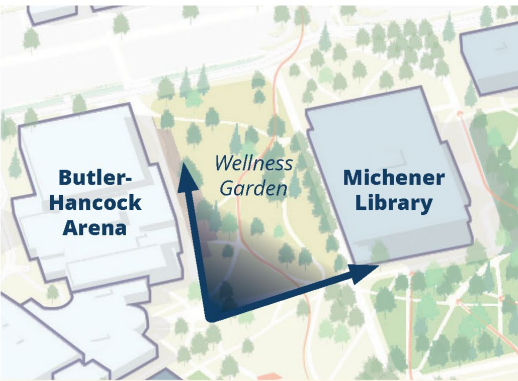 Wellness
Garden
Butler-
Hancock
Arena
Michener
Library